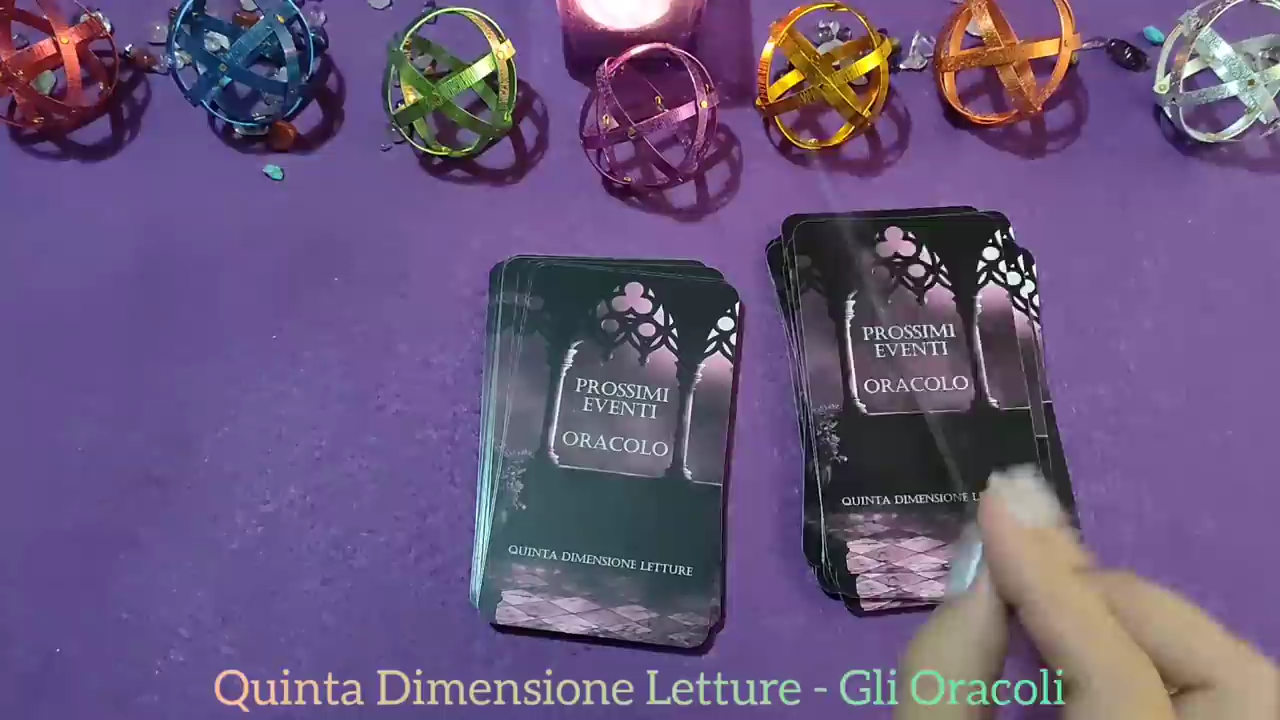 PROSSIMI
EVENTI
ORACOLO
QUINTA DIMENSIONE LETTURE
PROSSIMI
EVENTI
ORACOLO
QUINTA DIMENSIONE
Quinta Dimensione Letture - Gli Oracoli